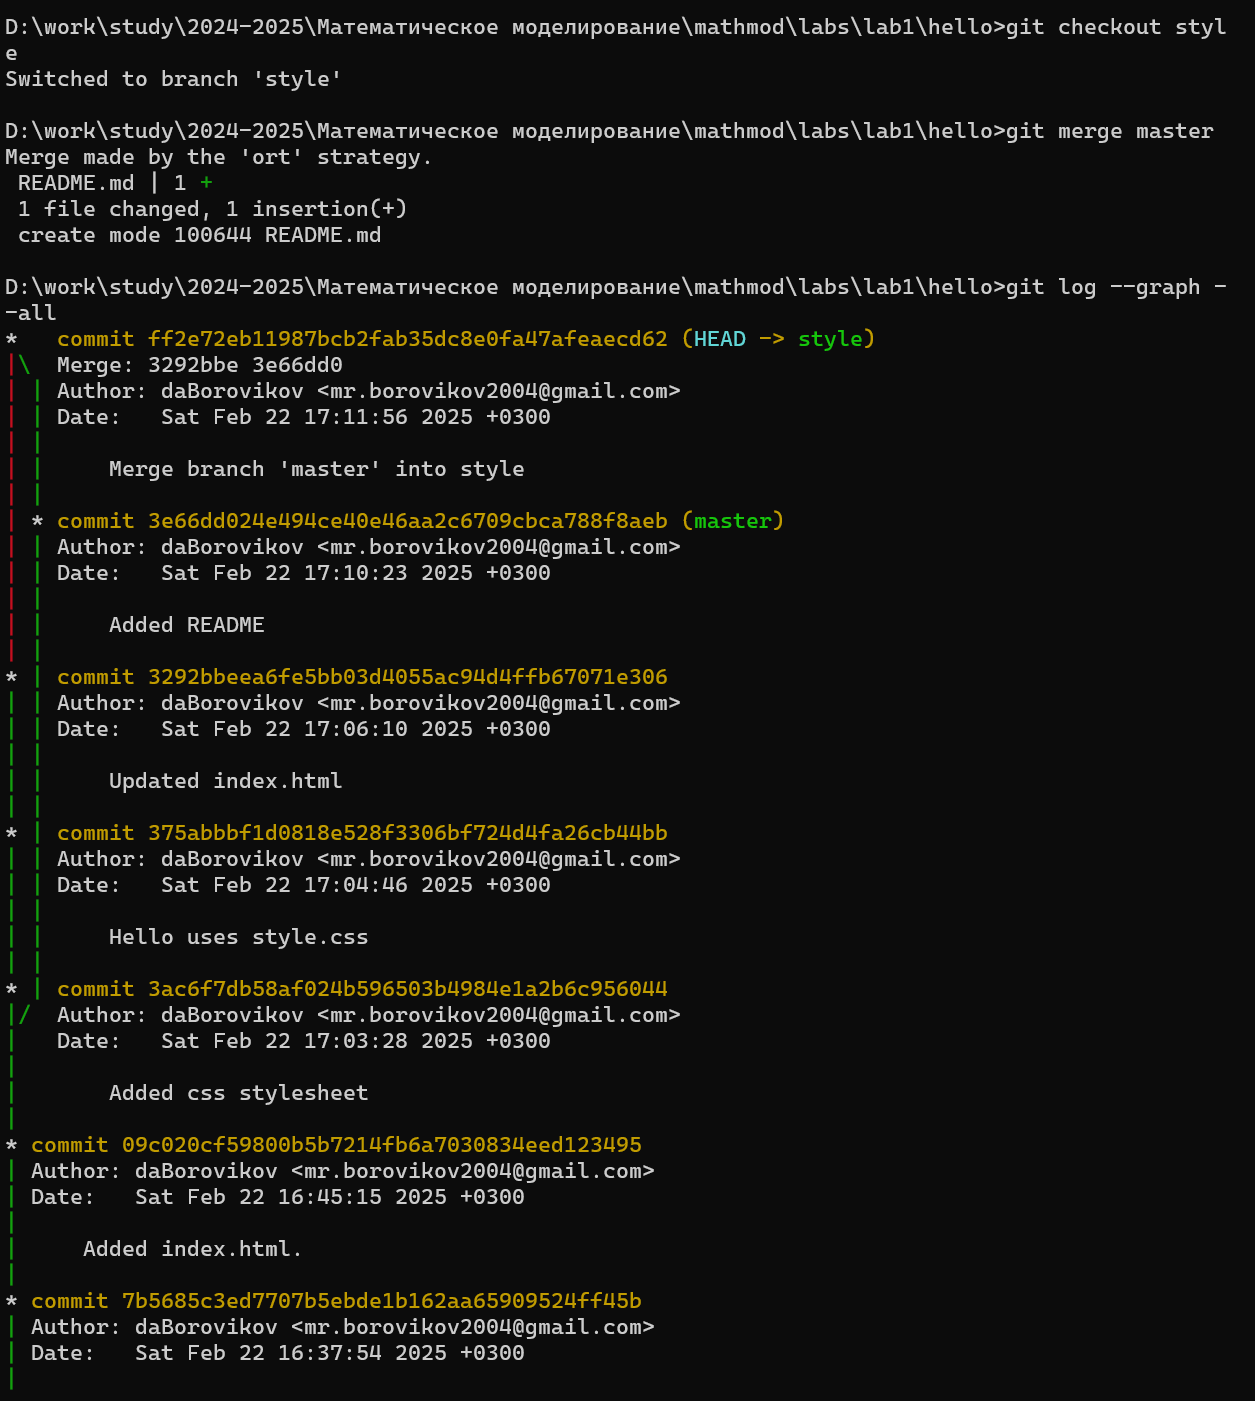 D:\work\study\2024-2025\Математическое моделирование\mathmod\labs\lab1\hello>git checkout styl
e
Switched to branch 'style'
D:\work\study\2024-2025\Математическое моделирование\mathmod\labs\lab1\hello>git merge master
Merge made by the 'ort' strategy.
 README.md | 1 +
 1 file changed, 1 insertion(+)
 create mode 100644 README.md
D:\work\study\2024-2025\Математическое моделирование\mathmod\labs\lab1\hello>git log --graph -
-all
*   commit ff2e72eb11987bcb2fab35dc8e0fa47afeaecd62 (HEAD -> style)
|\  Merge: 3292bbe 3e66dd0
| | Author: daBorovikov <mr.borovikov2004@gmail.com>
| | Date:   Sat Feb 22 17:11:56 2025 +0300
| |
| |     Merge branch 'master' into style
| |
| * commit 3e66dd024e494ce40e46aa2c6709cbca788f8aeb (master)
| | Author: daBorovikov <mr.borovikov2004@gmail.com>
| | Date:   Sat Feb 22 17:10:23 2025 +0300
| |
| |     Added README
| |
* | commit 3292bbeea6fe5bb03d4055ac94d4ffb67071e306
| | Author: daBorovikov <mr.borovikov2004@gmail.com>
| | Date:   Sat Feb 22 17:06:10 2025 +0300
| |
| |     Updated index.html
| |
* | commit 375abbbf1d0818e528f3306bf724d4fa26cb44bb
| | Author: daBorovikov <mr.borovikov2004@gmail.com>
| | Date:   Sat Feb 22 17:04:46 2025 +0300
| |
| |     Hello uses style.css
| |
* | commit 3ac6f7db58af024b596503b4984e1a2b6c956044
|/  Author: daBorovikov <mr.borovikov2004@gmail.com>
|   Date:   Sat Feb 22 17:03:28 2025 +0300
|
|       Added css stylesheet
|
* commit 09c020cf59800b5b7214fb6a7030834eed123495
| Author: daBorovikov <mr.borovikov2004@gmail.com>
| Date:   Sat Feb 22 16:45:15 2025 +0300
|
|     Added index.html.
|
* commit 7b5685c3ed7707b5ebde1b162aa65909524ff45b
| Author: daBorovikov <mr.borovikov2004@gmail.com>
| Date:   Sat Feb 22 16:37:54 2025 +0300
|